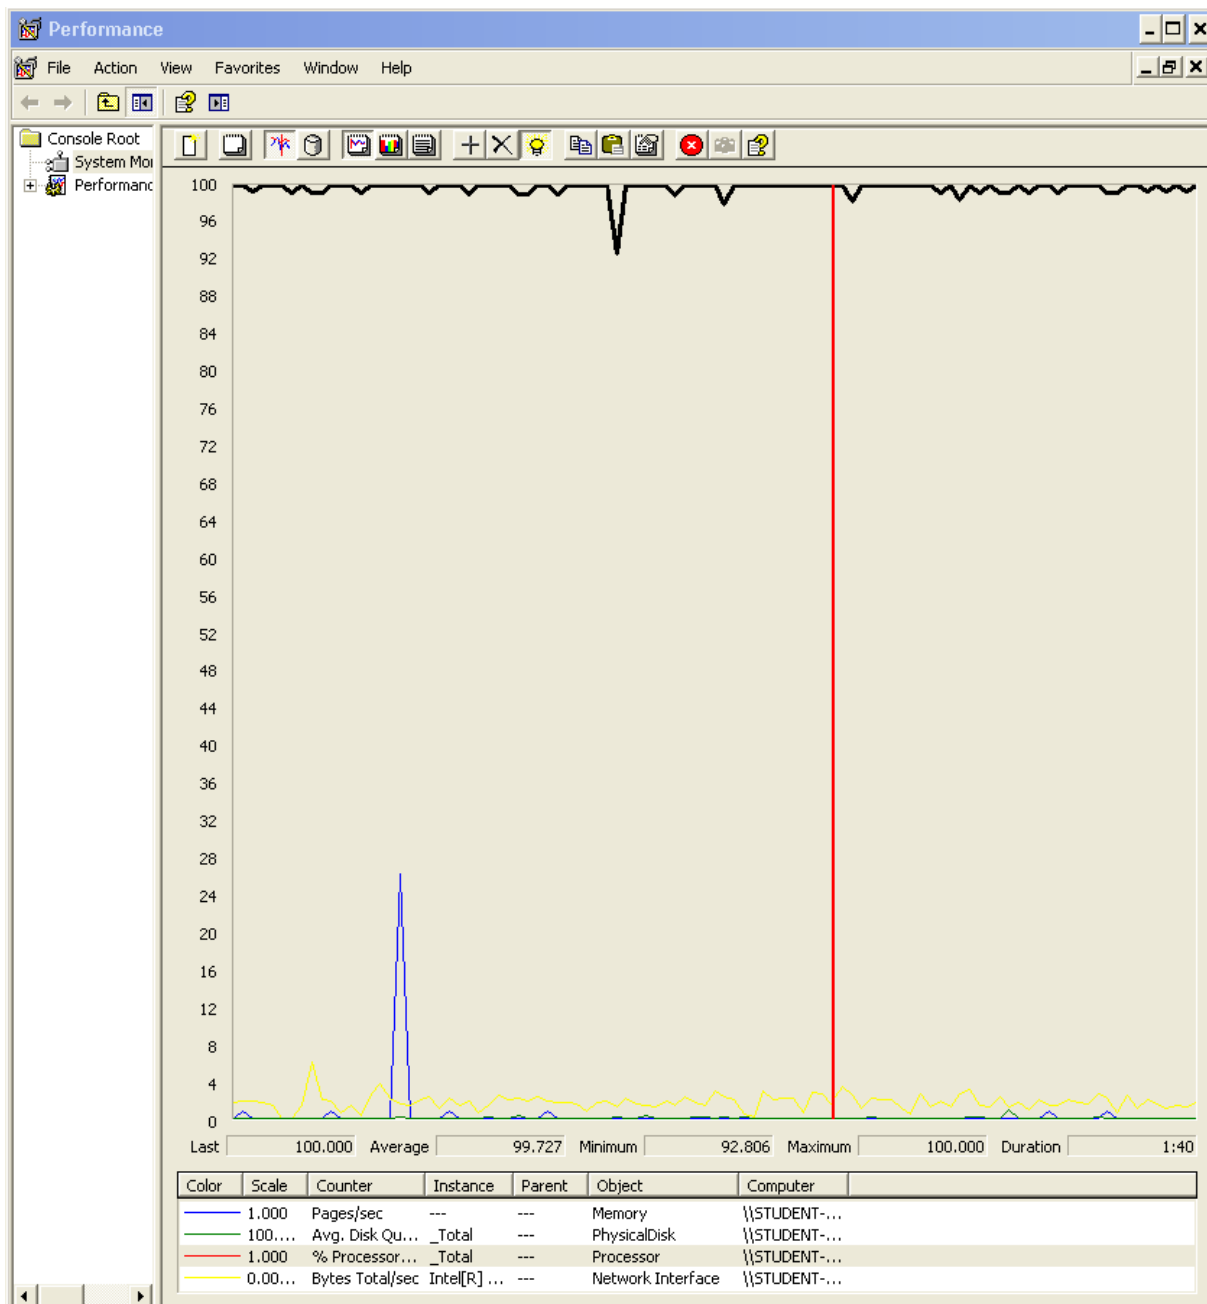 Performance
File Action View Favorites Window Help
Console Root
System Mo
Performanc
100
96
92
88
84
80
76
72
68
64
60
56
52
48
44
40
36
32
28
24
20
16
12
8
4
0
Last 100.000 Average 99.727 Minimum 92.806 Maximum 100.000 Duration 1:40
Color Scale Counter Instance Parent Object Computer
1.000 Pages/sec --- --- Memory \\STUDENT-...
100.... Avg. Disk Qu... _Total --- PhysicalDisk \\STUDENT-...
1.000 % Processor... _Total --- Processor \\STUDENT-...
0.00... Bytes Total/sec Intel[R] ... --- Network Interface \\STUDENT-...